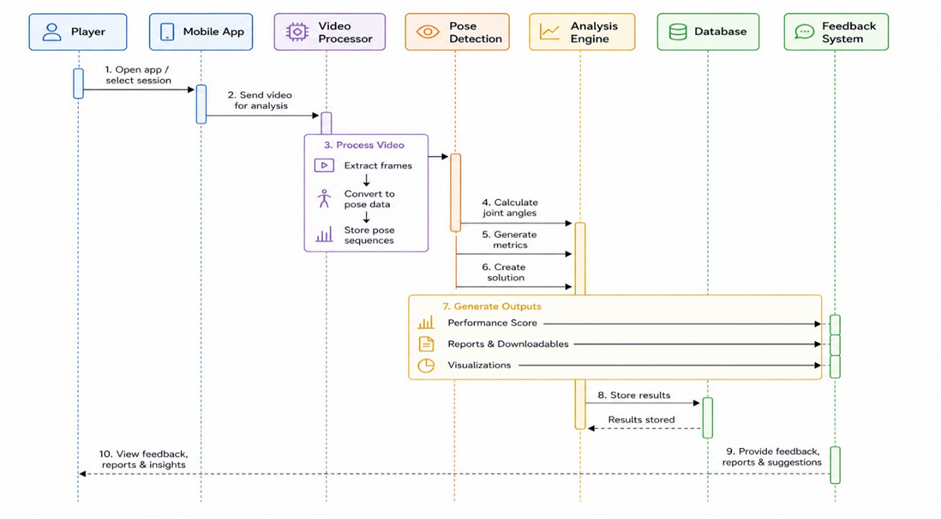 Player
Mobile App
Video
Processor
Pose
Detection
Analysis
Engine
Database
Feedback
System
1. Open app /
select session
2. Send video
for analysis
3. Process Video
Extract frames
Convert to
pose data
Store pose
sequences
4. Calculate
joint angles
5. Generate
metrics
6. Create
solution
7. Generate Outputs
Performance Score
Reports & Downloadables
Visualizations
8. Store results
Results stored
9. Provide feedback,
reports & suggestions
10. View feedback,
reports & insights